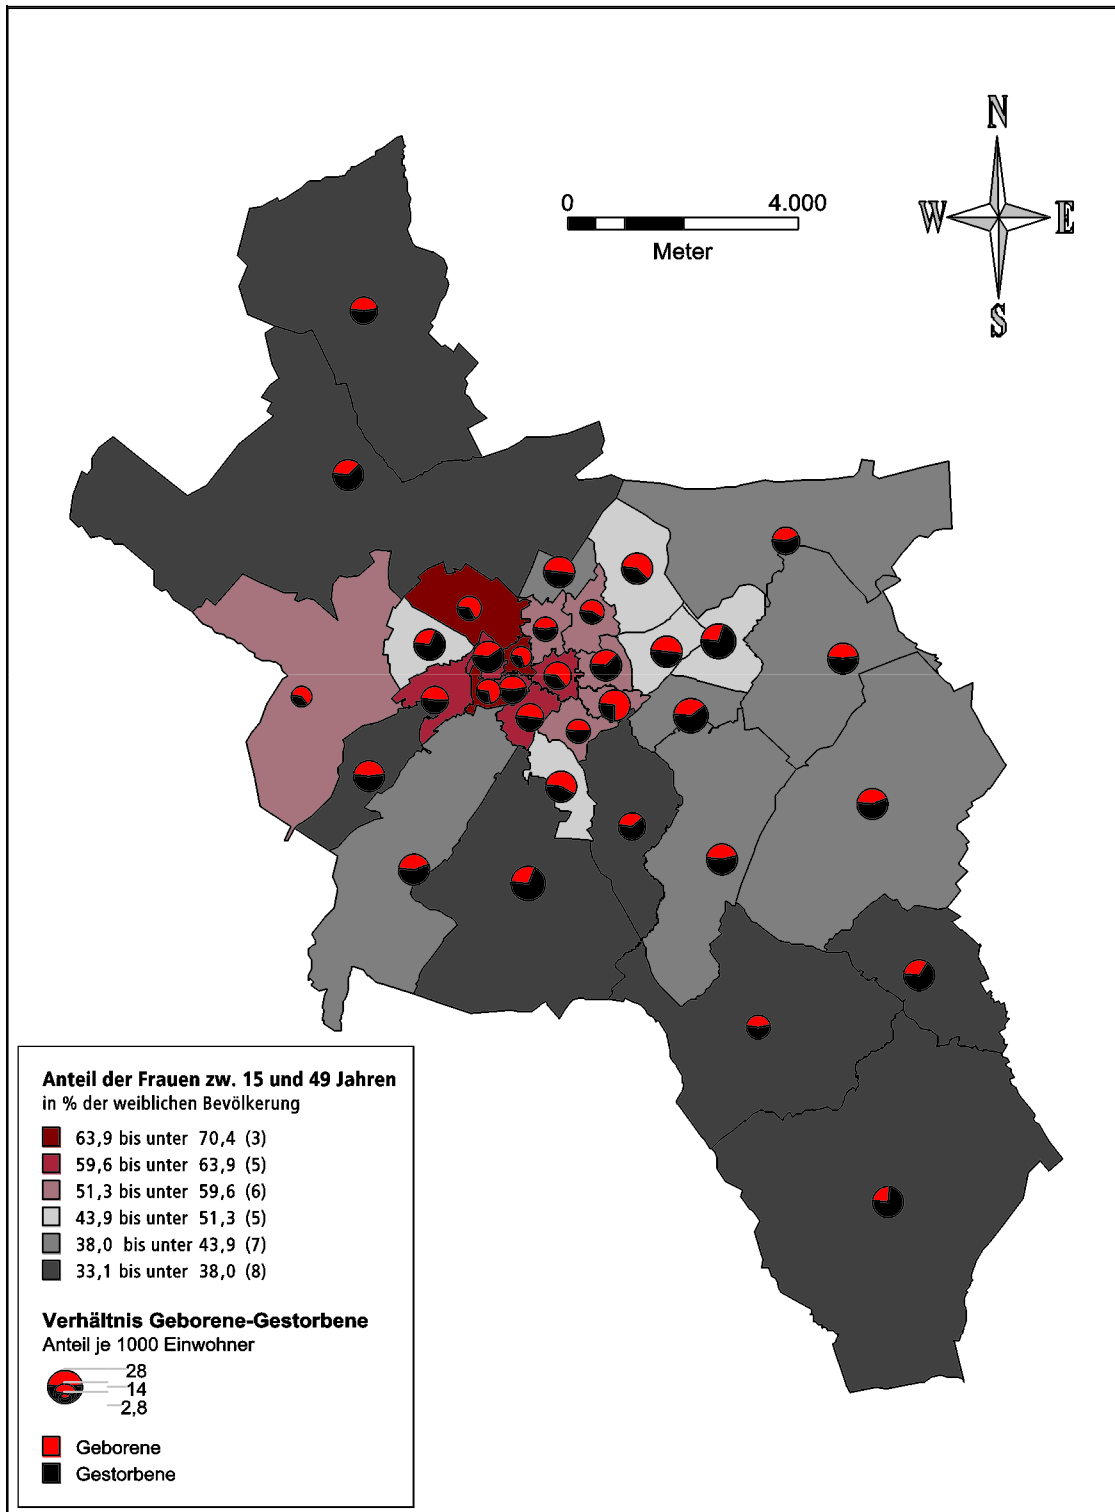 N
0 4.000
W E
Meter
S
Anteil der Frauen zw. 15 und 49 Jahren
in % der weiblichen Bevölkerung
63,9 bis unter 70,4 (3)
59,6 bis unter 63,9 (5)
51,3 bis unter 59,6 (6)
43,9 bis unter 51,3 (5)
38,0 bis unter 43,9 (7)
33,1 bis unter 38,0 (8)
Verhältnis Geborene-Gestorbene
Anteil je 1000 Einwohner
28
14
2,8
Geborene
Gestorbene